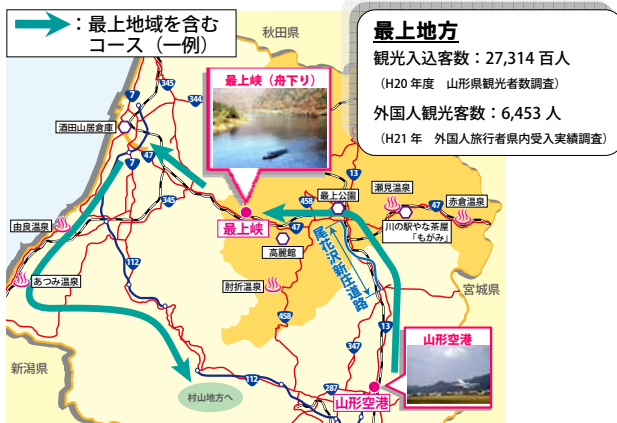 ：最上地域を含む
コース（一例）
最上地方
観光入込客数：27,314 百人
（H20 年度　山形県観光者数調査）
外国人観光客数：6,453 人
（H21 年　外国人旅行者県内受入実績調査）
秋田県
最上峡（舟下り）
345
7
344
酒田山居倉庫
47
7
345
13
458
最上公園
瀬見温泉
赤倉温泉
47
川の駅やな茶屋
「もがみ」
最上峡
47
高麗館
由良温泉
尾花沢新庄道路
112
あつみ温泉
肘折温泉
宮城県
458
13
347
山形空港
新潟県
112
287
村山地方へ
山形空港